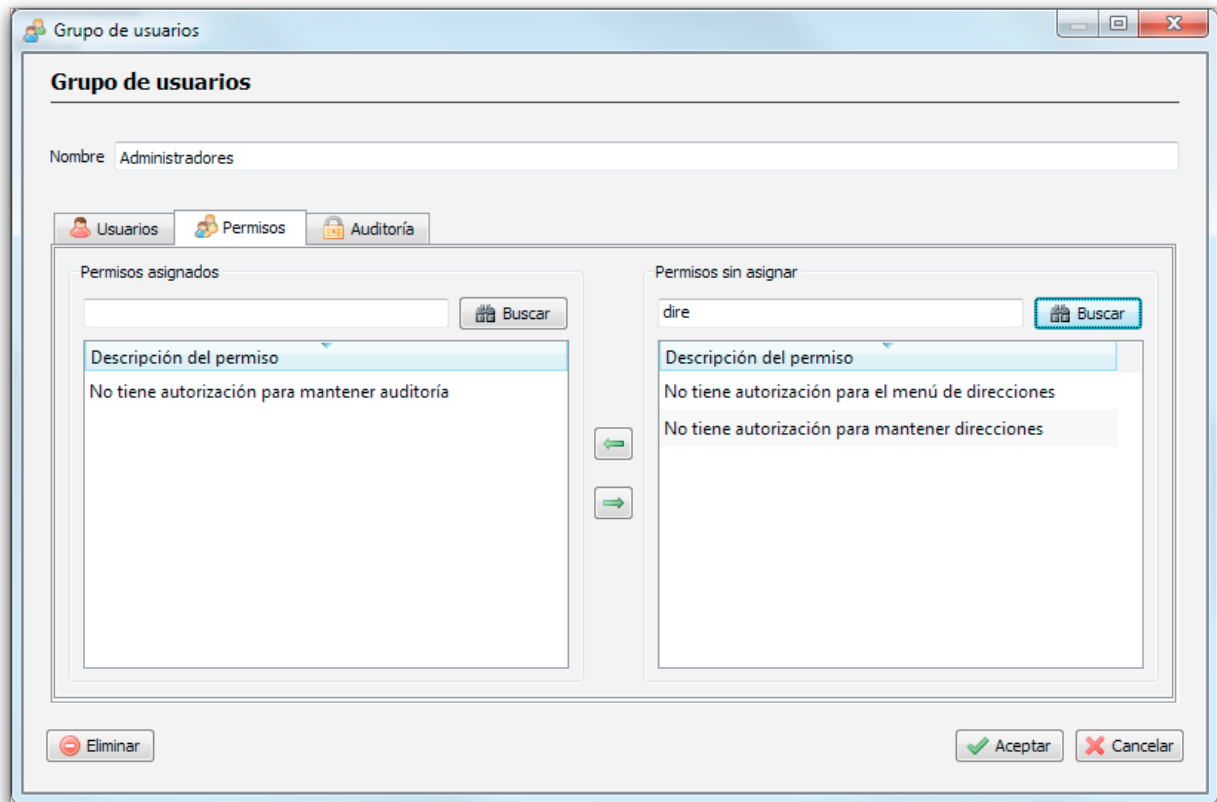 Grupo de usuarios
Grupo de usuarios
Nombre Administradores
Usuarios Permisos Auditoría
Permisos asignados Permisos sin asignar
Buscar dire Buscar
Descripción del permiso Descripción del permiso
No tiene autorización para mantener auditoría No tiene autorización para el menú de direcciones
No tiene autorización para mantener direcciones
Eliminar Aceptar Cancelar